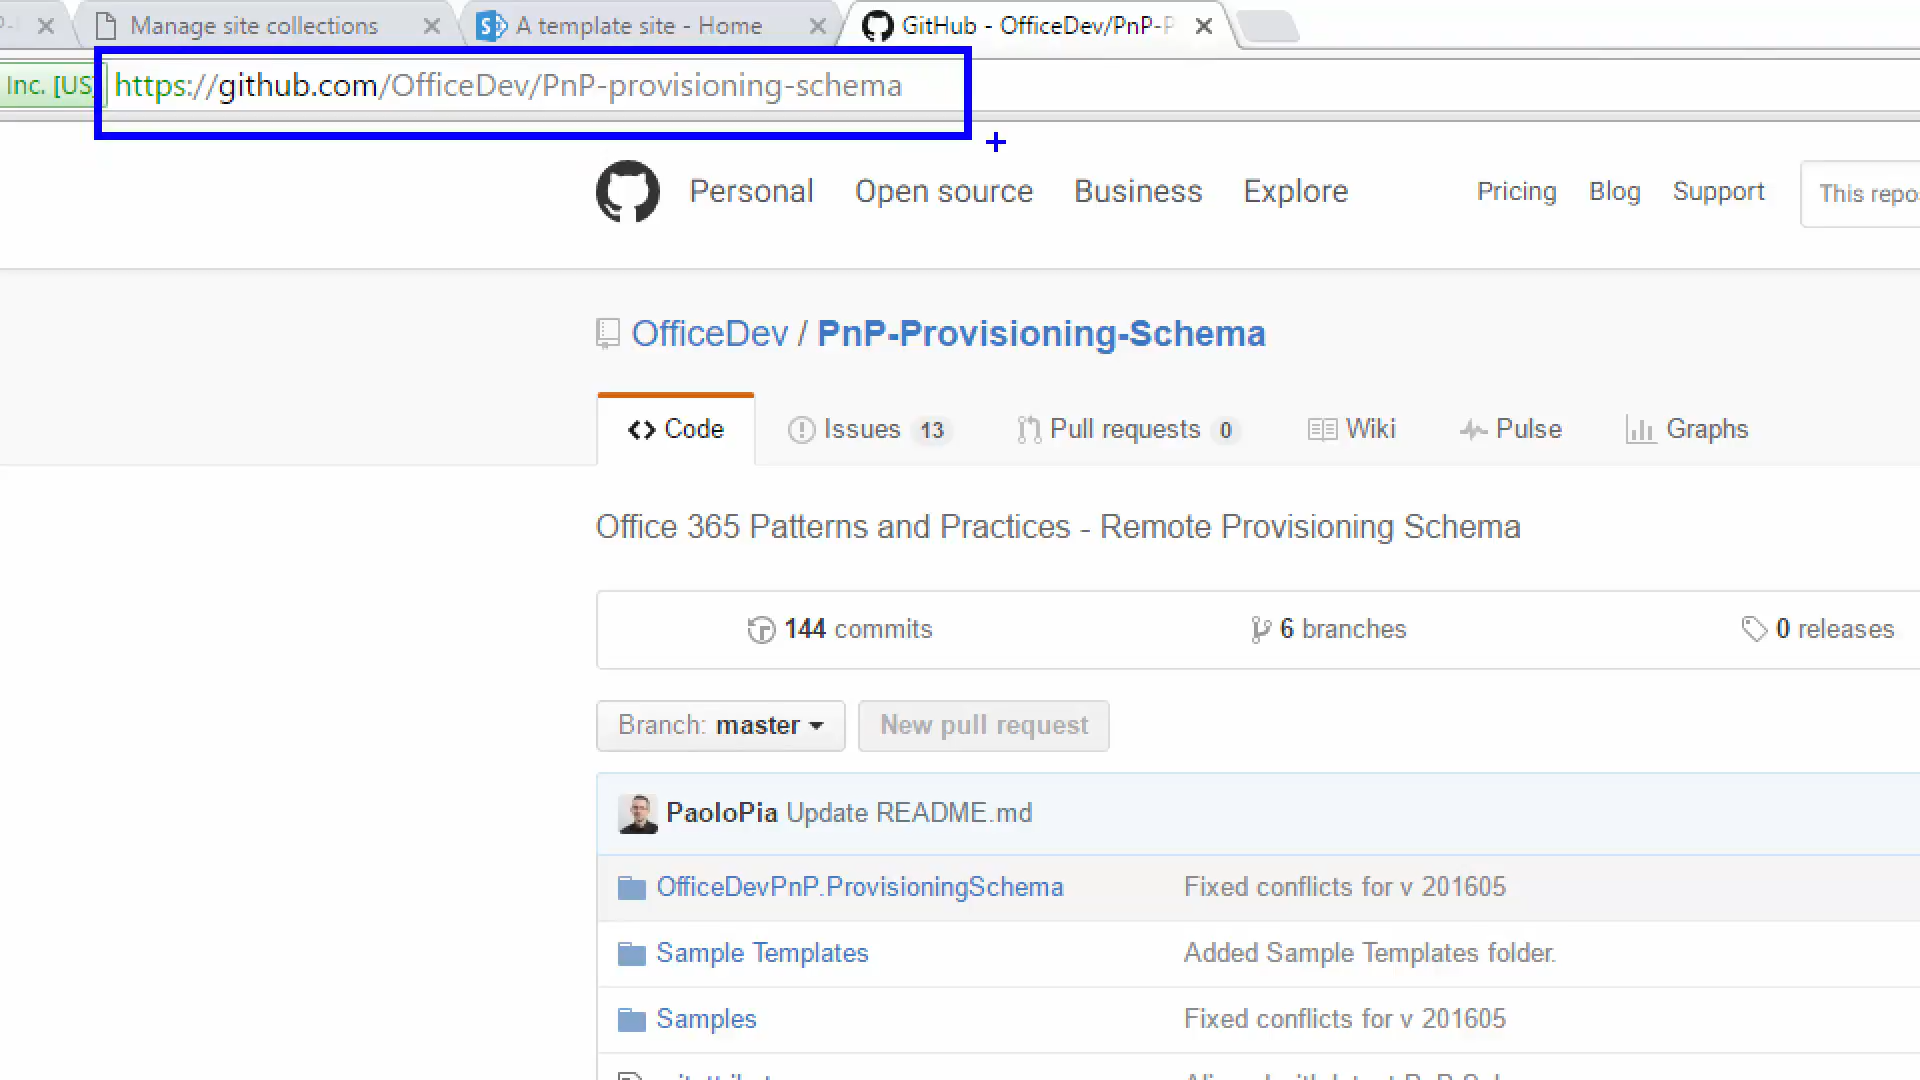 Manage site collections
A template site - Home
GitHub - OfficeDev/PnP-P
Inc. [US]
https://github.com/OfficeDev/PnP-provisioning-schema
Personal Open source Business Explore Pricing Blog Support This repo
OfficeDev / PnP-Provisioning-Schema
Code Issues 13 Pull requests 0 Wiki Pulse Graphs
Office 365 Patterns and Practices - Remote Provisioning Schema
144 commits 6 branches 0 releases
Branch: master New pull request
PaoloPia Update README.md
OfficeDevPnP.ProvisioningSchema Fixed conflicts for v 201605
Sample Templates Added Sample Templates folder.
Samples Fixed conflicts for v 201605